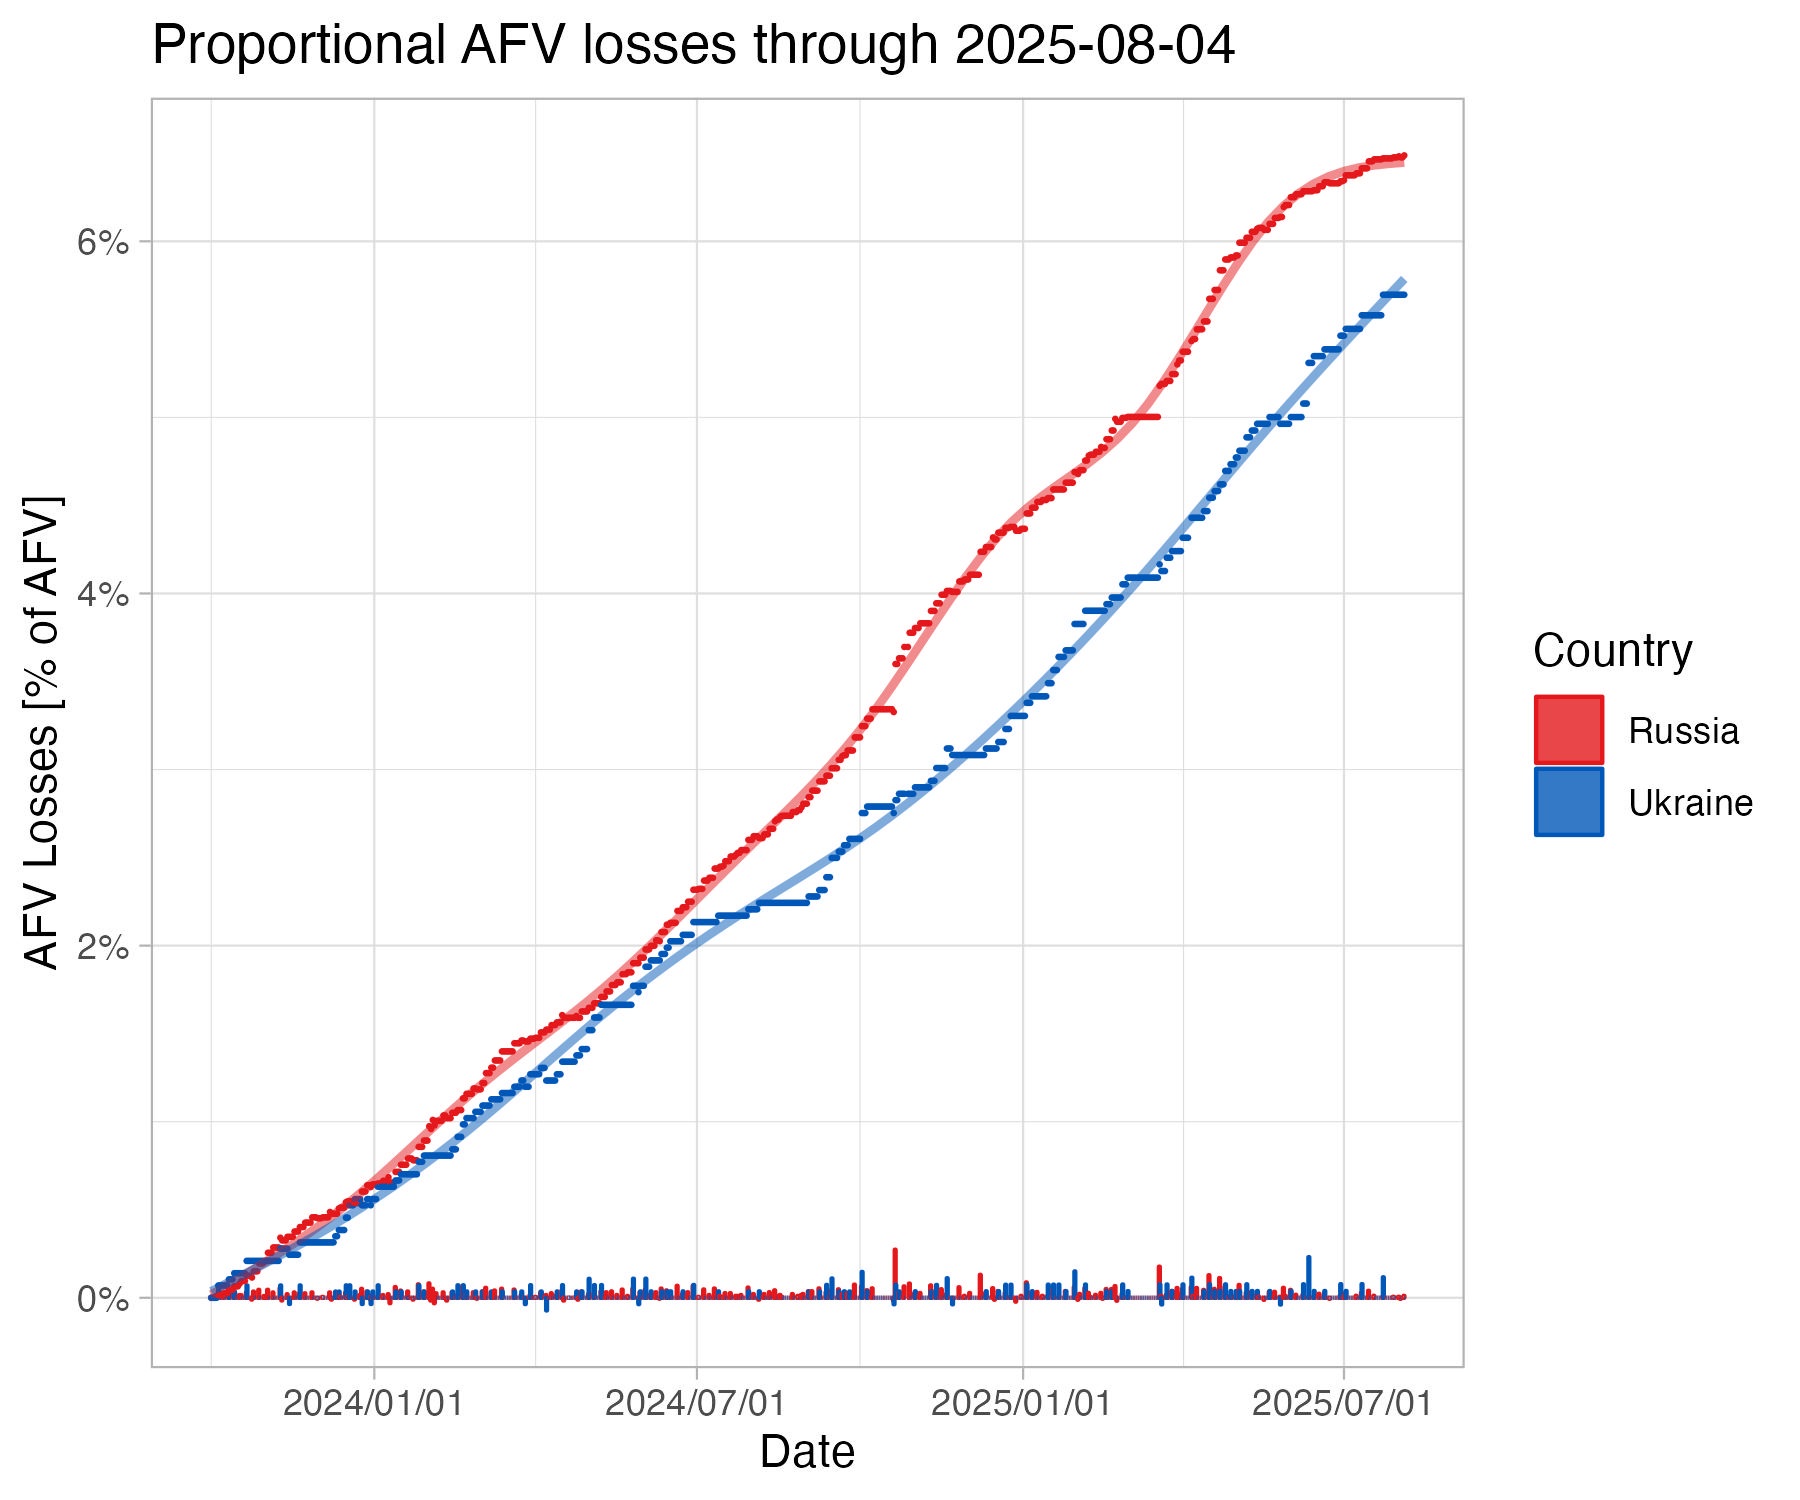 Proportional AFV losses through 2025-08-04
AFV Losses [% of AFV]
6%
4%
2%
0%
2024/01/01
2024/07/01
2025/01/01
2025/07/01
Date
Country
Russia
Ukraine